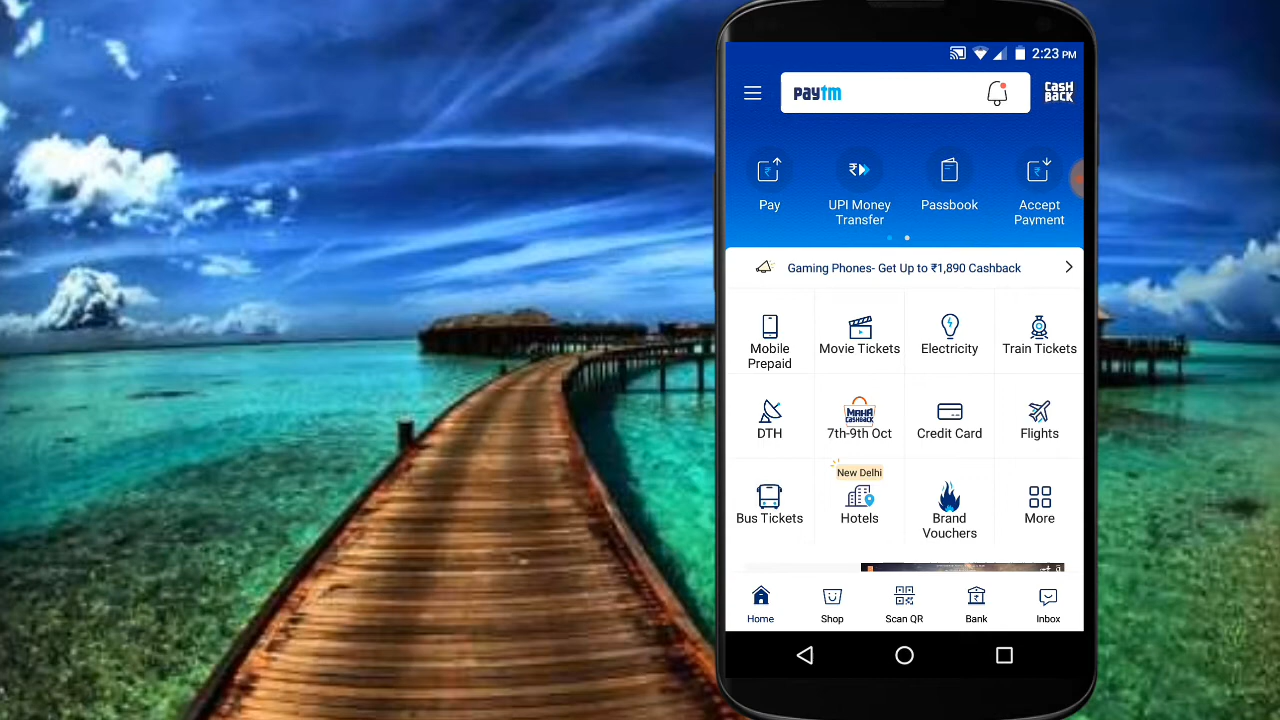 2:23 PM
Paytm
CASH
BACK
Pay
UPI Money
Transfer
Passbook
Accept
Payment
Gaming Phones- Get Up to ₹1,890 Cashback
Mobile
Prepaid
Movie Tickets
Electricity
Train Tickets
DTH
MAHA
CASHBACK
7th-9th Oct
Credit Card
Flights
New Delhi
Bus Tickets
Hotels
Brand
Vouchers
More
Home
Shop
Scan QR
Bank
Inbox